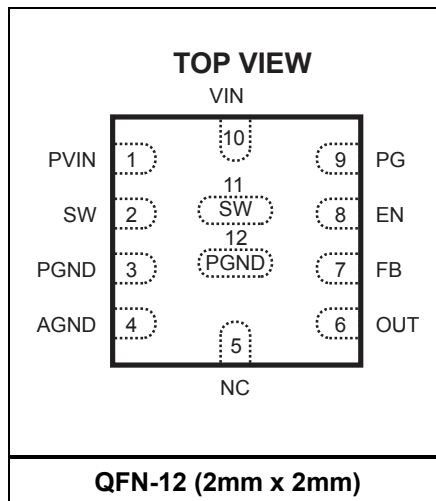 TOP VIEW
VIN
10
PVIN 1 9 PG
11
SW 2 SW 8 EN
12
PGND 3 PGND 7 FB
AGND 4 6 OUT
5
NC
QFN-12 (2mm x 2mm)